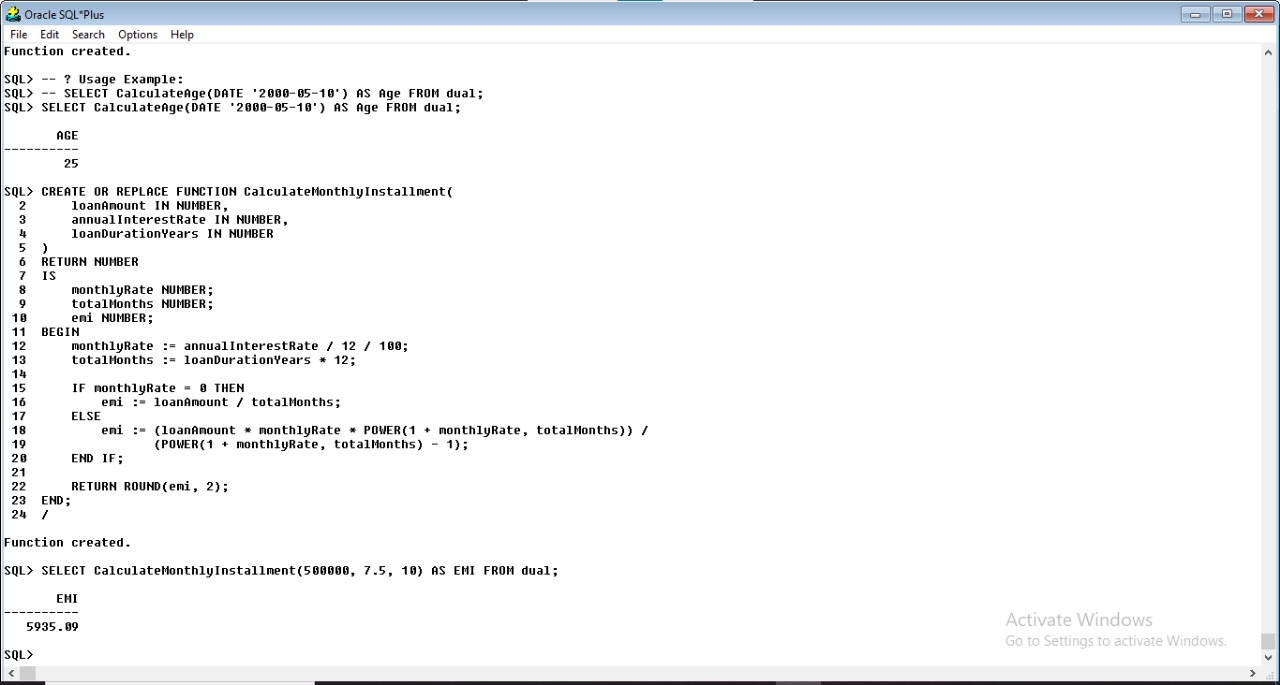 Oracle SQL*Plus
File Edit Search Options Help
Function created.
SQL> -- ? Usage Example:
SQL> -- SELECT CalculateAge(DATE '2000-05-10') AS Age FROM dual;
SQL> SELECT CalculateAge(DATE '2000-05-10') AS Age FROM dual;
AGE
----------
25
SQL> CREATE OR REPLACE FUNCTION CalculateMonthlyInstallment(
2 loanAmount IN NUMBER,
3 annualInterestRate IN NUMBER,
4 loanDurationYears IN NUMBER
5 )
6 RETURN NUMBER
7 IS
8 monthlyRate NUMBER;
9 totalMonths NUMBER;
10 emi NUMBER;
11 BEGIN
12 monthlyRate := annualInterestRate / 12 / 100;
13 totalMonths := loanDurationYears * 12;
14
15 IF monthlyRate = 0 THEN
16 emi := loanAmount / totalMonths;
17 ELSE
18 emi := (loanAmount * monthlyRate * POWER(1 + monthlyRate, totalMonths)) /
19 (POWER(1 + monthlyRate, totalMonths) - 1);
20 END IF;
21
22 RETURN ROUND(emi, 2);
23 END;
24 /
Function created.
SQL> SELECT CalculateMonthlyInstallment(500000, 7.5, 10) AS EMI FROM dual;
EMI
----------
5935.09
SQL>
Activate Windows
Go to Settings to activate Windows.